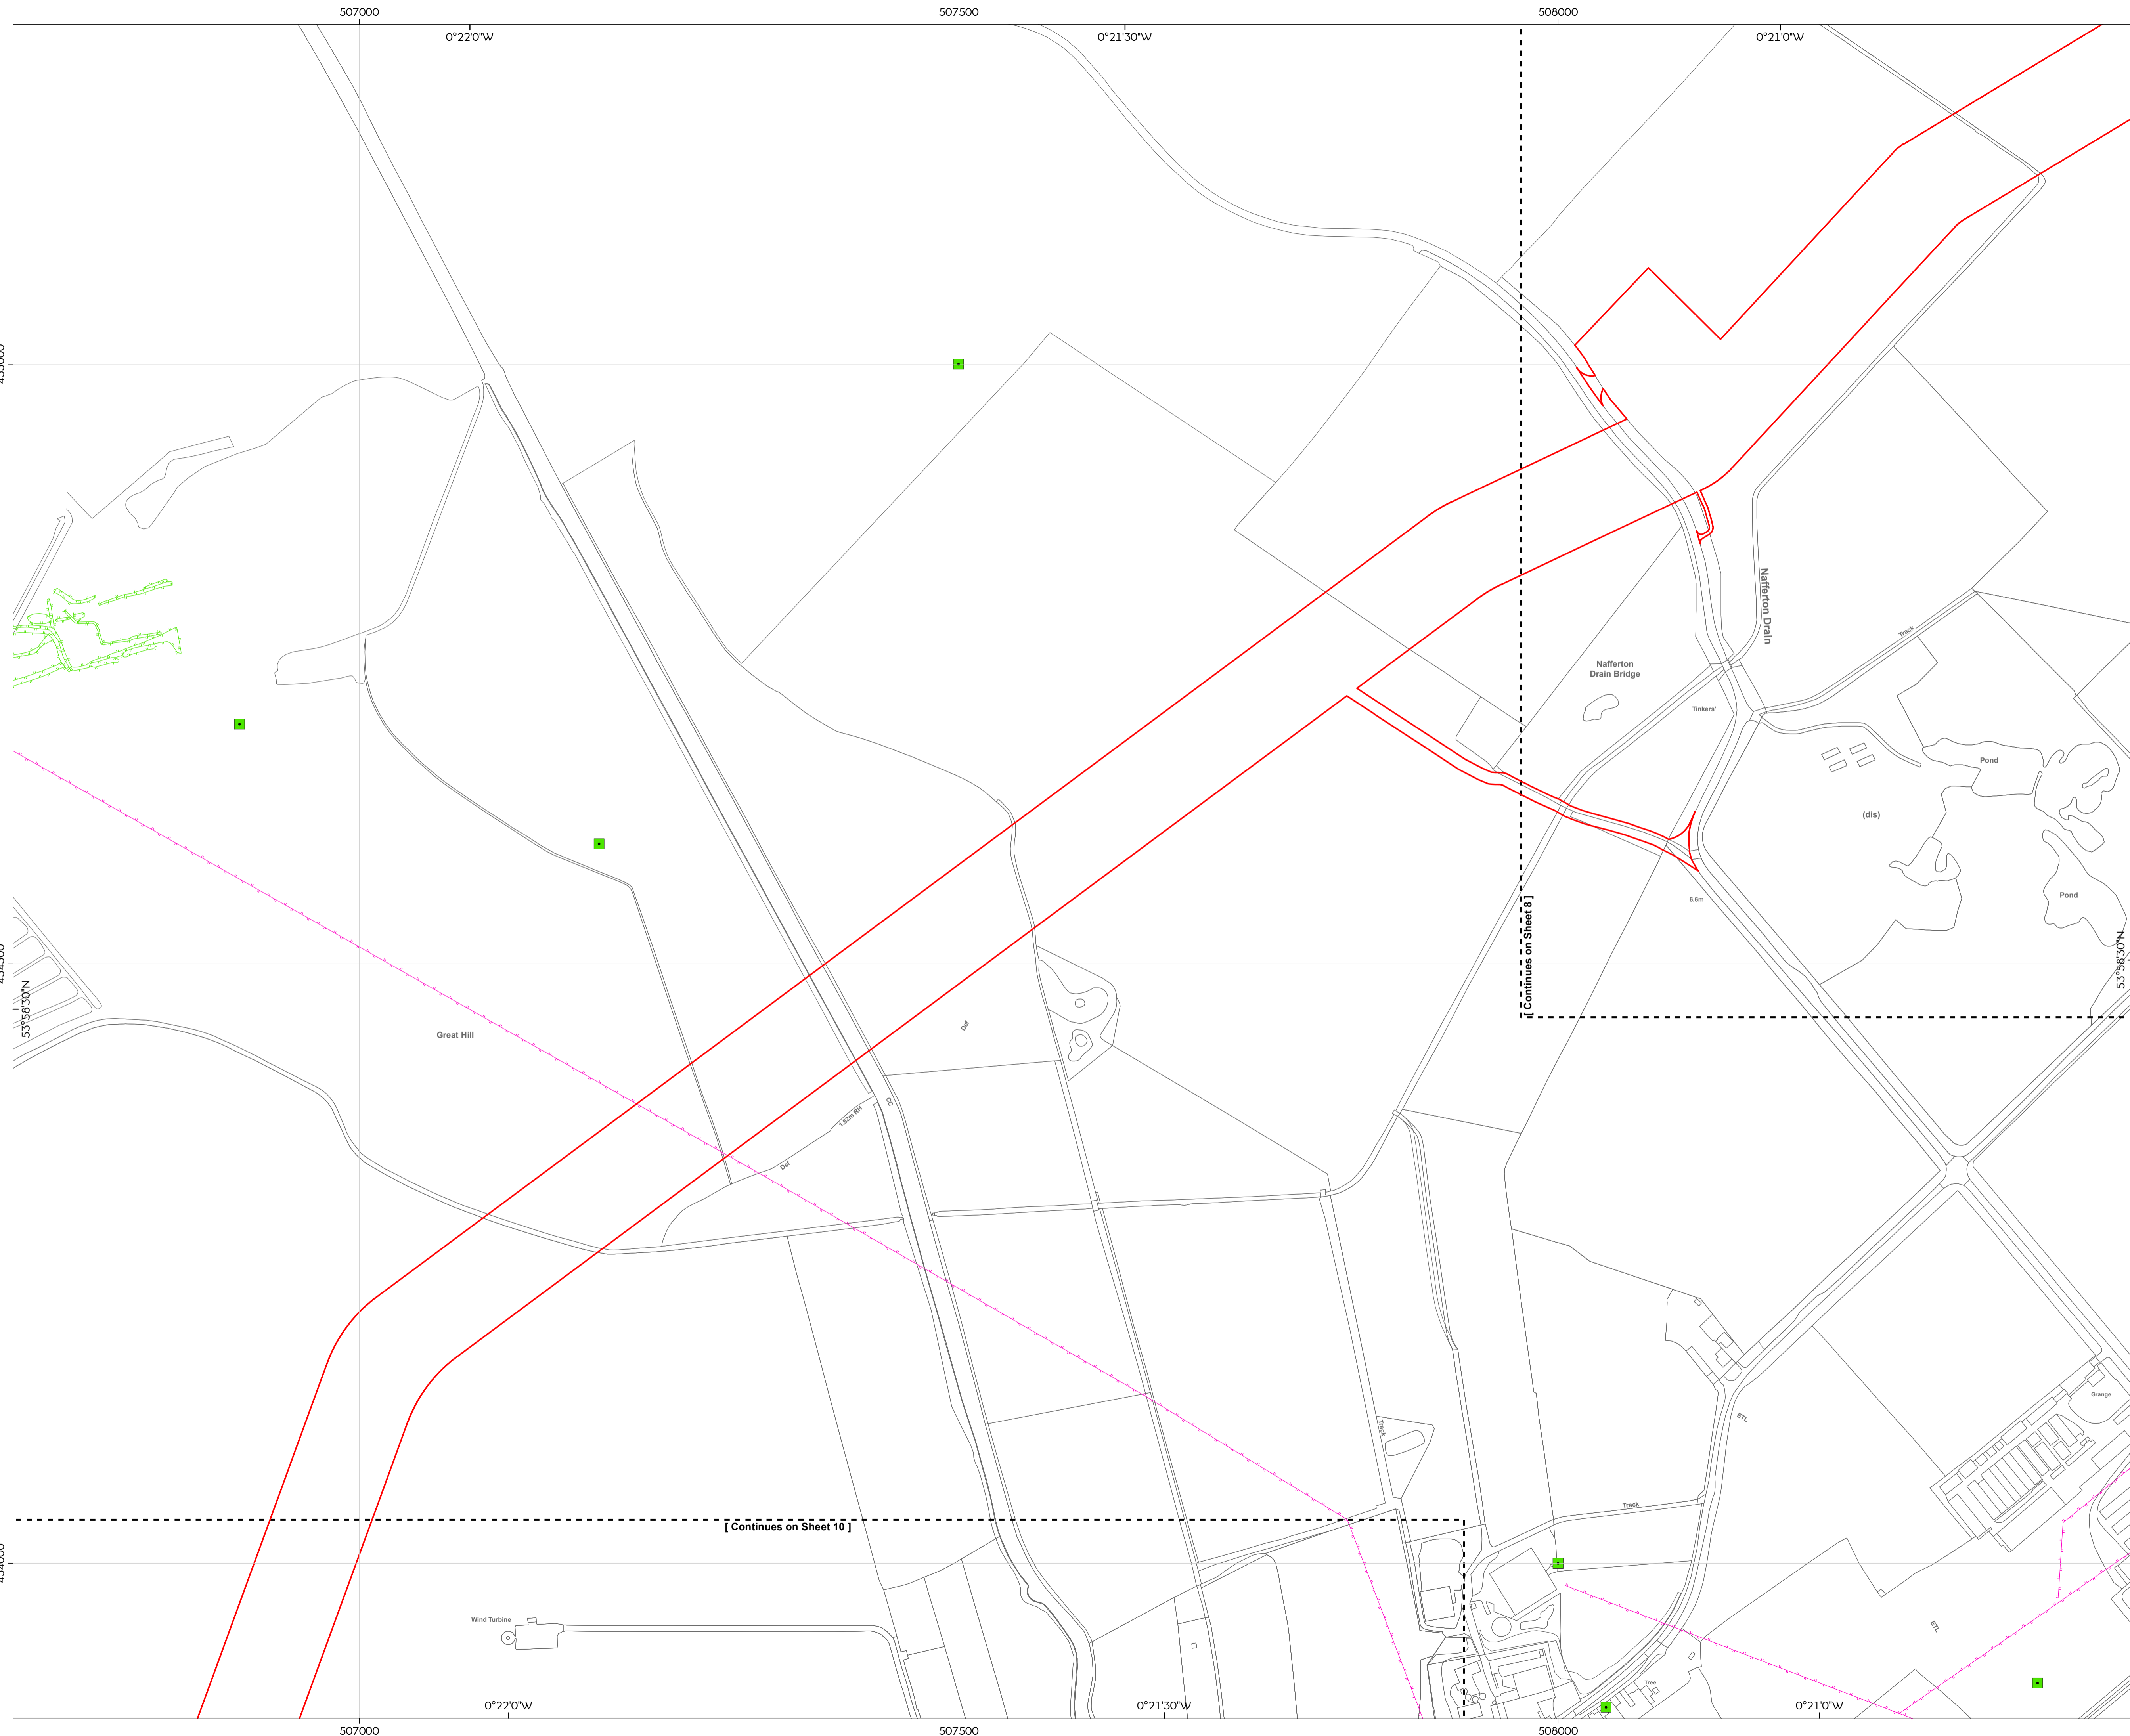 507000
507500
508000
0°22'0"W
0°21'30"W
0°21'0"W
Nafferton Drain
Track
Nafferton
Drain Bridge
Tinkers'
Pond
(dis)
Pond
6.6m
[ Continues on Sheet 8 ]
53°58'30"N
53°58'30"N
Great Hill
Def
CC
1.52m RH
Def
Track
Grange
ETL
Track
[ Continues on Sheet 10 ]
Wind Turbine
ETL
Tree
0°22'0"W
0°21'30"W
0°21'0"W
507000
507500
508000